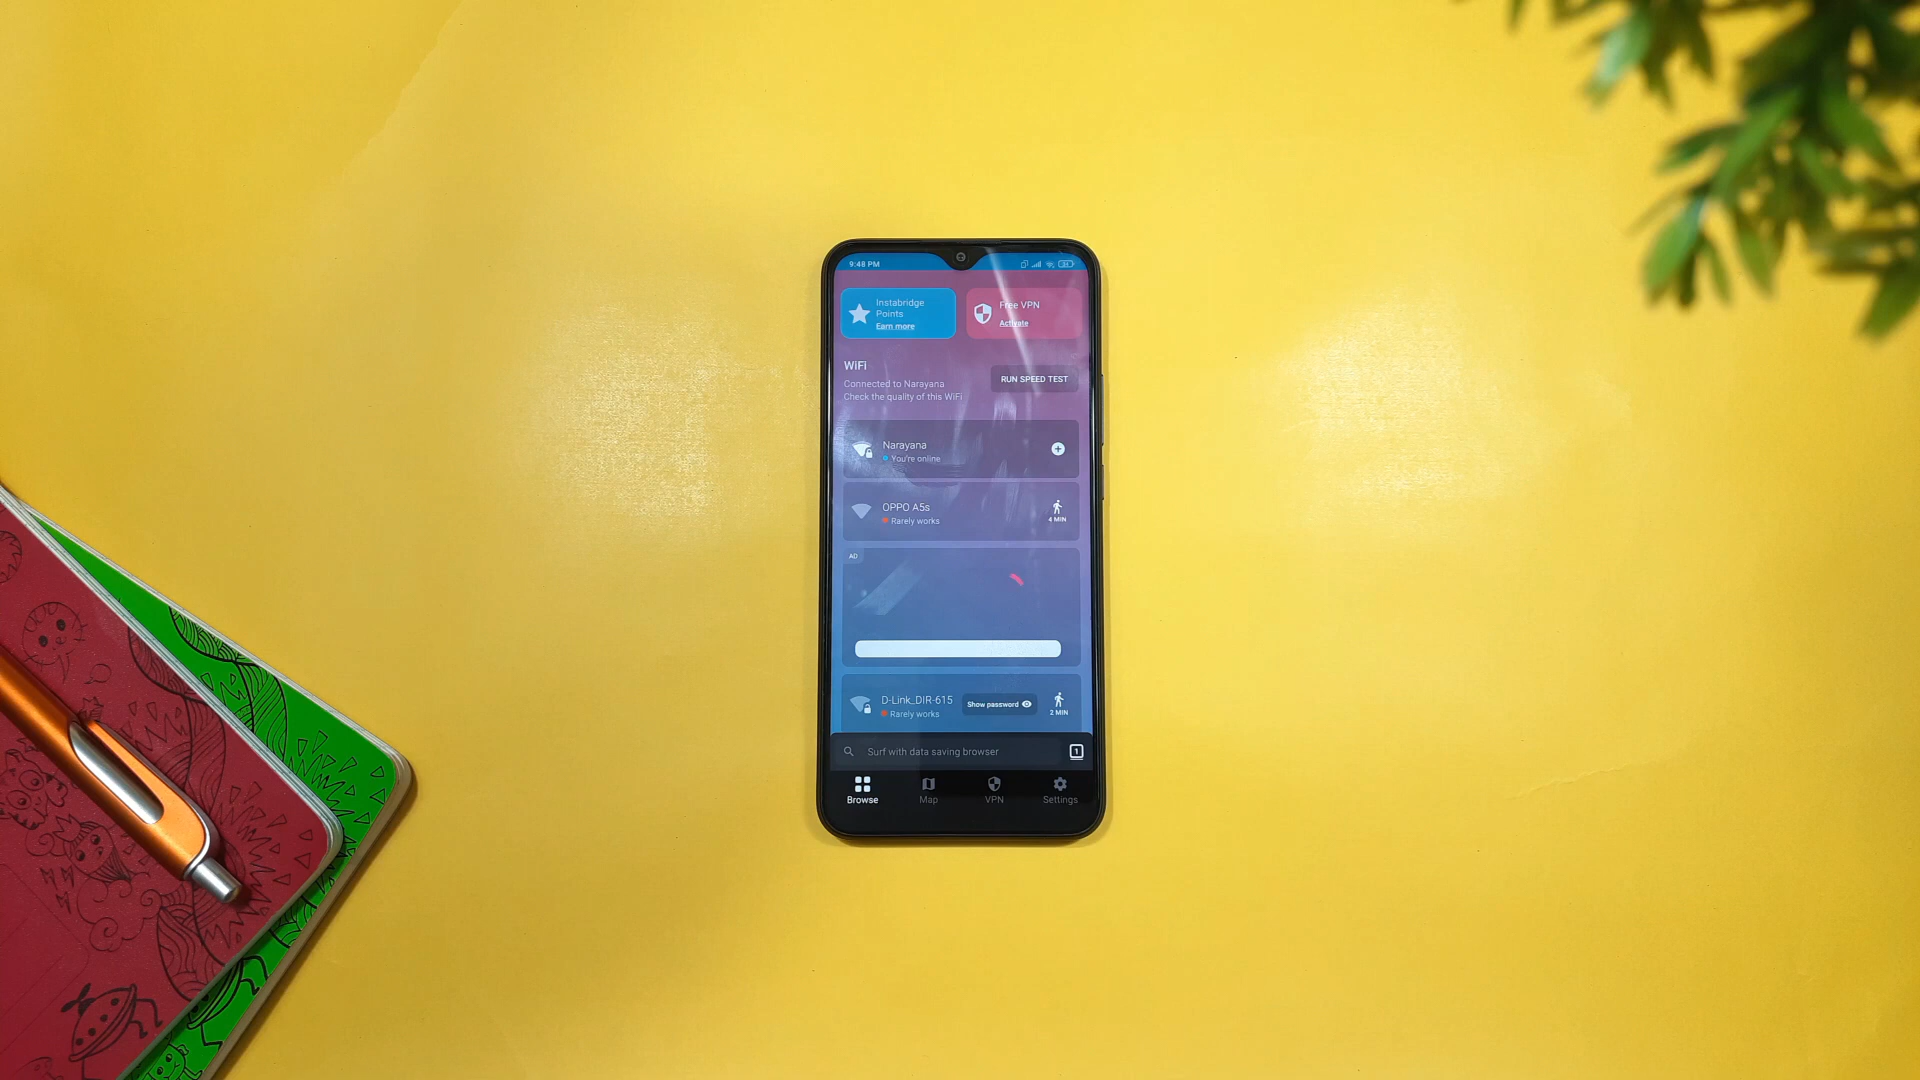 9:48 PM
Instabridge
Points
Earn more
Free VPN
Activate
WiFi
Connected to Narayana
Check the quality of this WiFi
RUN SPEED TEST
Narayana
You're online
OPPO A5s
Rarely works
4 MIN
AD
D-Link_DIR-615
Rarely works
Show password
2 MIN
Surf with data saving browser
1
Browse
Map
VPN
Settings